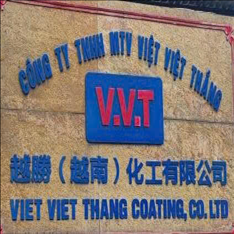 CÔNG TY TNHH MTV VIỆT VIỆT THẮNG
V.V.T
越勝（越南）化工有限公司
VIET VIET THANG COATING, CO. LTD